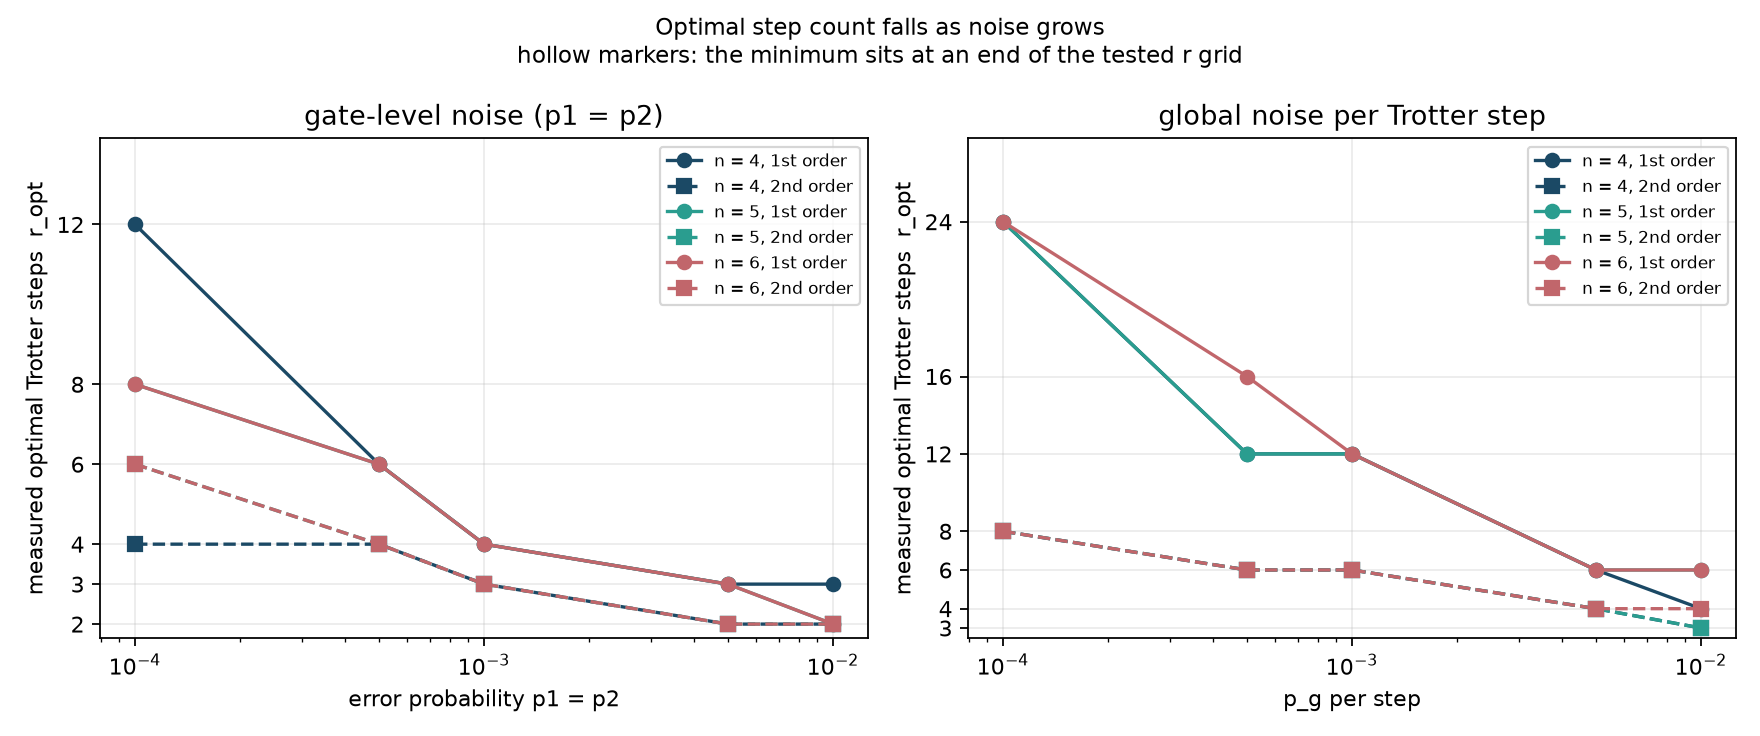 Optimal step count falls as noise grows
hollow markers: the minimum sits at an end of the tested r grid
gate-level noise (p1 = p2)
measured optimal Trotter steps r_opt
12
8
6
4
3
2
n = 4, 1st order
n = 4, 2nd order
n = 5, 1st order
n = 5, 2nd order
n = 6, 1st order
n = 6, 2nd order
10⁻⁴
10⁻³
10⁻²
error probability p1 = p2
global noise per Trotter step
measured optimal Trotter steps r_opt
24
16
12
8
6
4
3
n = 4, 1st order
n = 4, 2nd order
n = 5, 1st order
n = 5, 2nd order
n = 6, 1st order
n = 6, 2nd order
10⁻⁴
10⁻³
10⁻²
p_g per step